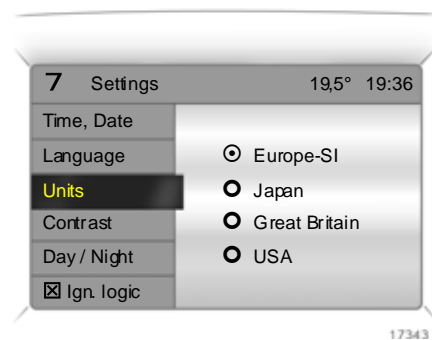 7 Settings 19,5° 19:36
Time, Date
Language
Units
Contrast
Day / Night
Ign. logic
Europe-SI
Japan
Great Britain
USA
17343